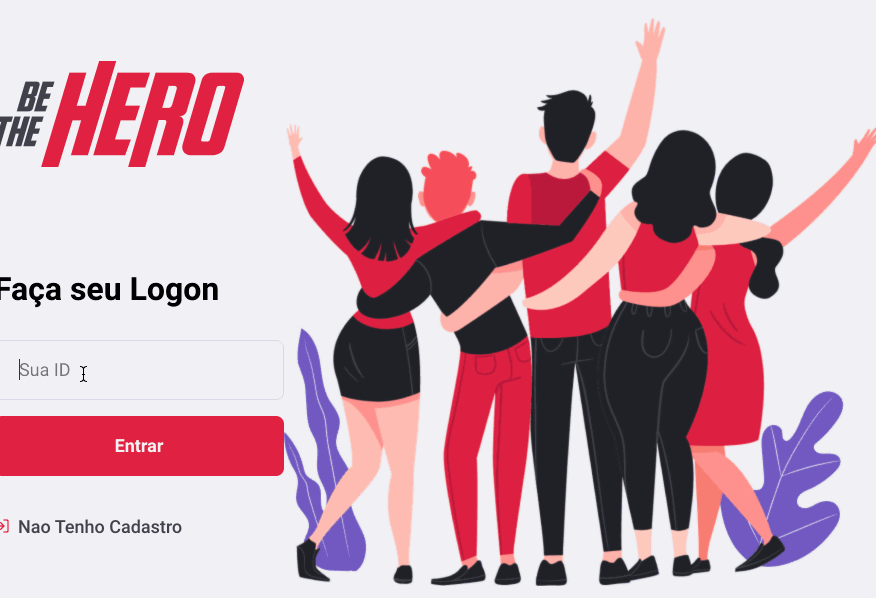 BE
THE HERO
Faça seu Logon
Sua ID
Entrar
Nao Tenho Cadastro